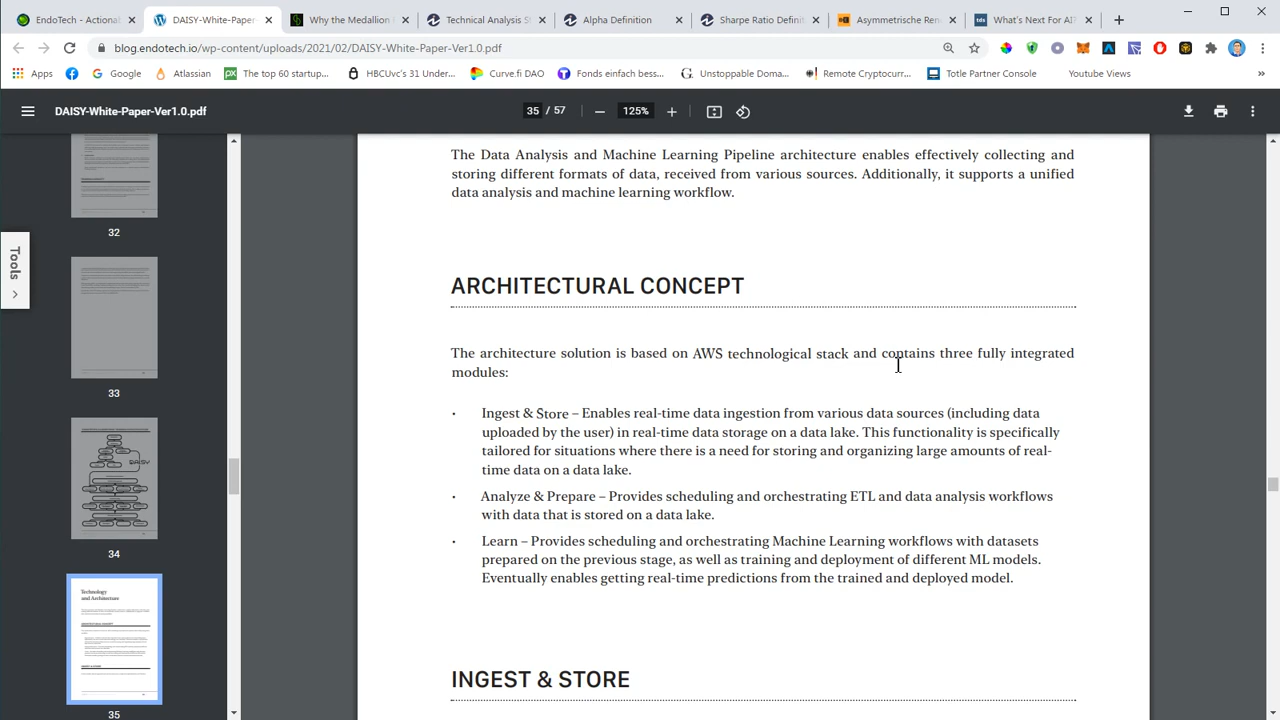 EndoTech - Actional
DAISY-White-Paper-
Why the Medallion F
Technical Analysis S
Alpha Definition
Sharpe Ratio Defini
Asymmetrische Ren
What's Next For AI
blog.endotech.io/wp-content/uploads/2021/02/DAISY-White-Paper-Ver1.0.pdf
Apps
Google
Atlassian
The top 60 startup...
HBCUvc's 31 Under...
Curve.fi DAO
Fonds einfach bess...
Unstoppable Doma...
Remote Cryptocurr...
Totle Partner Console
Youtube Views
»
DAISY-White-Paper-Ver1.0.pdf
35 / 57
125%
Tools
32
33
DAISY
34
Technology
and Architecture
35
The Data Analysis and Machine Learning Pipeline architecture enables effectively collecting and
storing different formats of data, received from various sources. Additionally, it supports a unified
data analysis and machine learning workflow.
ARCHITECTURAL CONCEPT
The architecture solution is based on AWS technological stack and contains three fully integrated
modules:
• Ingest & Store – Enables real-time data ingestion from various data sources (including data
uploaded by the user) in real-time data storage on a data lake. This functionality is specifically
tailored for situations where there is a need for storing and organizing large amounts of real-
time data on a data lake.
• Analyze & Prepare – Provides scheduling and orchestrating ETL and data analysis workflows
with data that is stored on a data lake.
• Learn – Provides scheduling and orchestrating Machine Learning workflows with datasets
prepared on the previous stage, as well as training and deployment of different ML models.
Eventually enables getting real-time predictions from the trained and deployed model.
INGEST & STORE